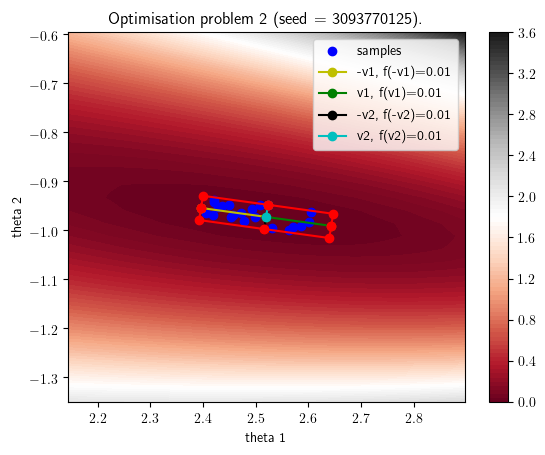 Optimisation problem 2 (seed = 3093770125).
samples
-v1, f(-v1)=0.01
v1, f(v1)=0.01
-v2, f(-v2)=0.01
v2, f(v2)=0.01
theta 2
−0.6
−0.7
−0.8
−0.9
−1.0
−1.1
−1.2
−1.3
2.2 2.3 2.4 2.5 2.6 2.7 2.8
theta 1
3.6
3.2
2.8
2.4
2.0
1.6
1.2
0.8
0.4
0.0